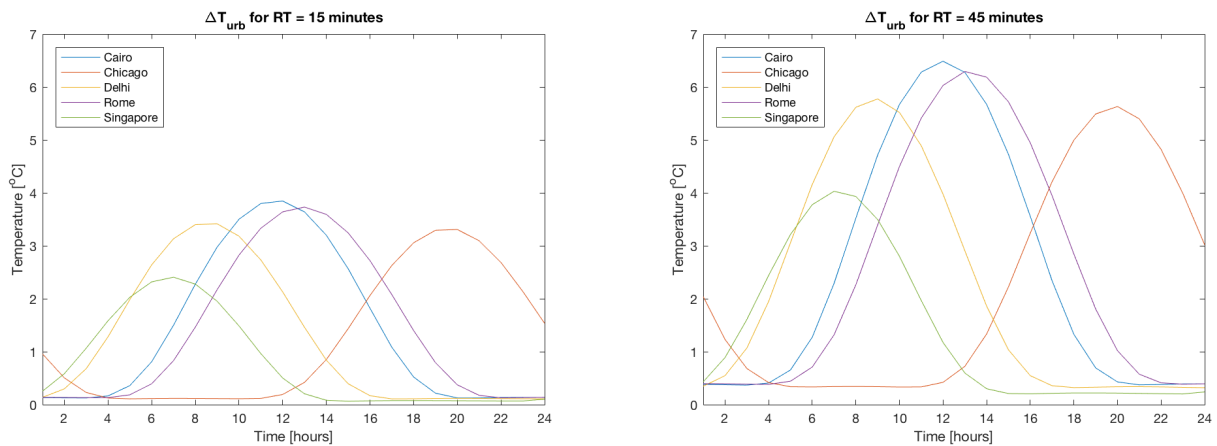 ΔT_urb for RT = 15 minutes
7
6
5
4
3
2
1
0
Temperature [°C]
Cairo
Chicago
Delhi
Rome
Singapore
2 4 6 8 10 12 14 16 18 20 22 24
Time [hours]
ΔT_urb for RT = 45 minutes
7
6
5
4
3
2
1
0
Temperature [°C]
Cairo
Chicago
Delhi
Rome
Singapore
2 4 6 8 10 12 14 16 18 20 22 24
Time [hours]